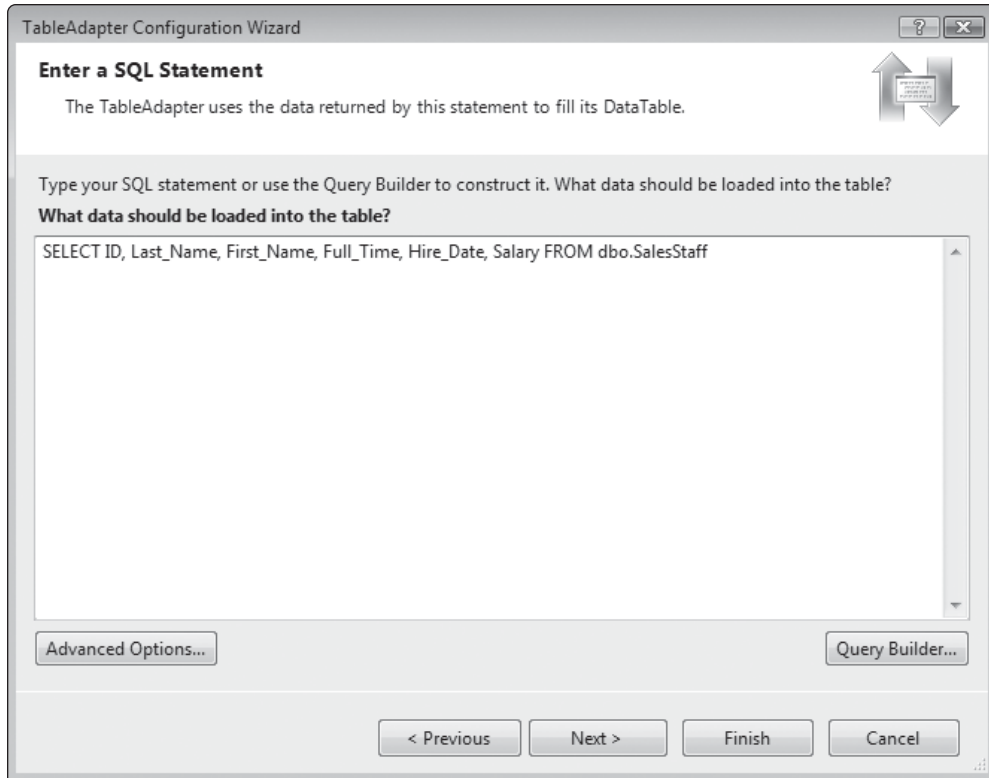 TableAdapter Configuration Wizard
Enter a SQL Statement
The TableAdapter uses the data returned by this statement to fill its DataTable.
Type your SQL statement or use the Query Builder to construct it. What data should be loaded into the table?
What data should be loaded into the table?
SELECT ID, Last_Name, First_Name, Full_Time, Hire_Date, Salary FROM dbo.SalesStaff
Advanced Options...
Query Builder...
< Previous
Next >
Finish
Cancel